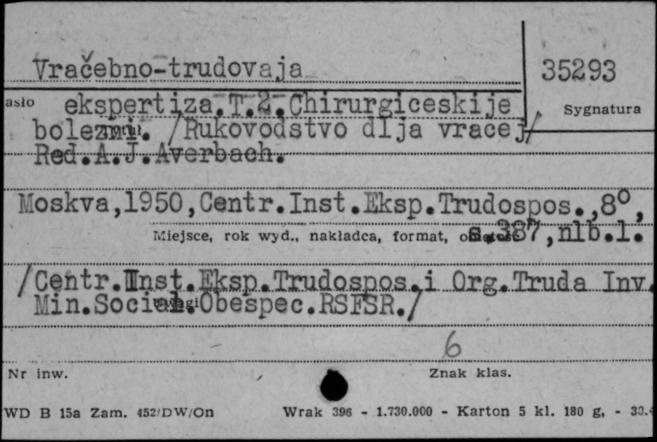 Vračebno-trudovaja
35293
asło ekspertiza.T.2.Chirurgiceskije
Sygnatura
bolezni. /Rukovodstvo dlja vracej/
Red.A.J.Averbach.
Moskva,1950,Centr.Inst.Eksp.Trudospos.,8°,
Miejsce, rok wyd., nakładca, format, s.387,nlb.l.
/Centr.Inst.Eksp.Trudospos.i Org.Truda Inv.
Min.Social.Obespec.RSFSR./
6
Nr inw.
Znak klas.
WD B 15a Zam. 452/DW/On Wrak 396 - 1.730.000 - Karton 5 kl. 180 g, - 30.4